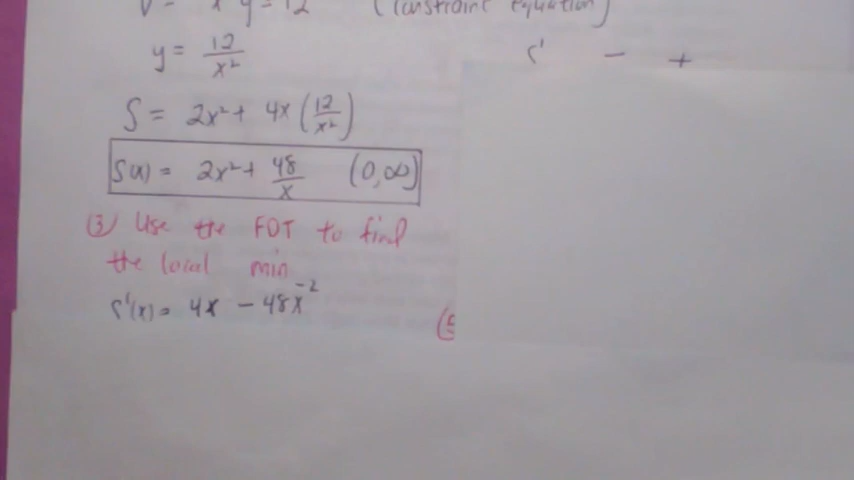 y = 12/x²
S' - +
S = 2x² + 4x (12/x²)
S(x) = 2x² + 48/x (0, ∞)
③ Use the FDT to find
the local min
S'(x) = 4x - 48x⁻²